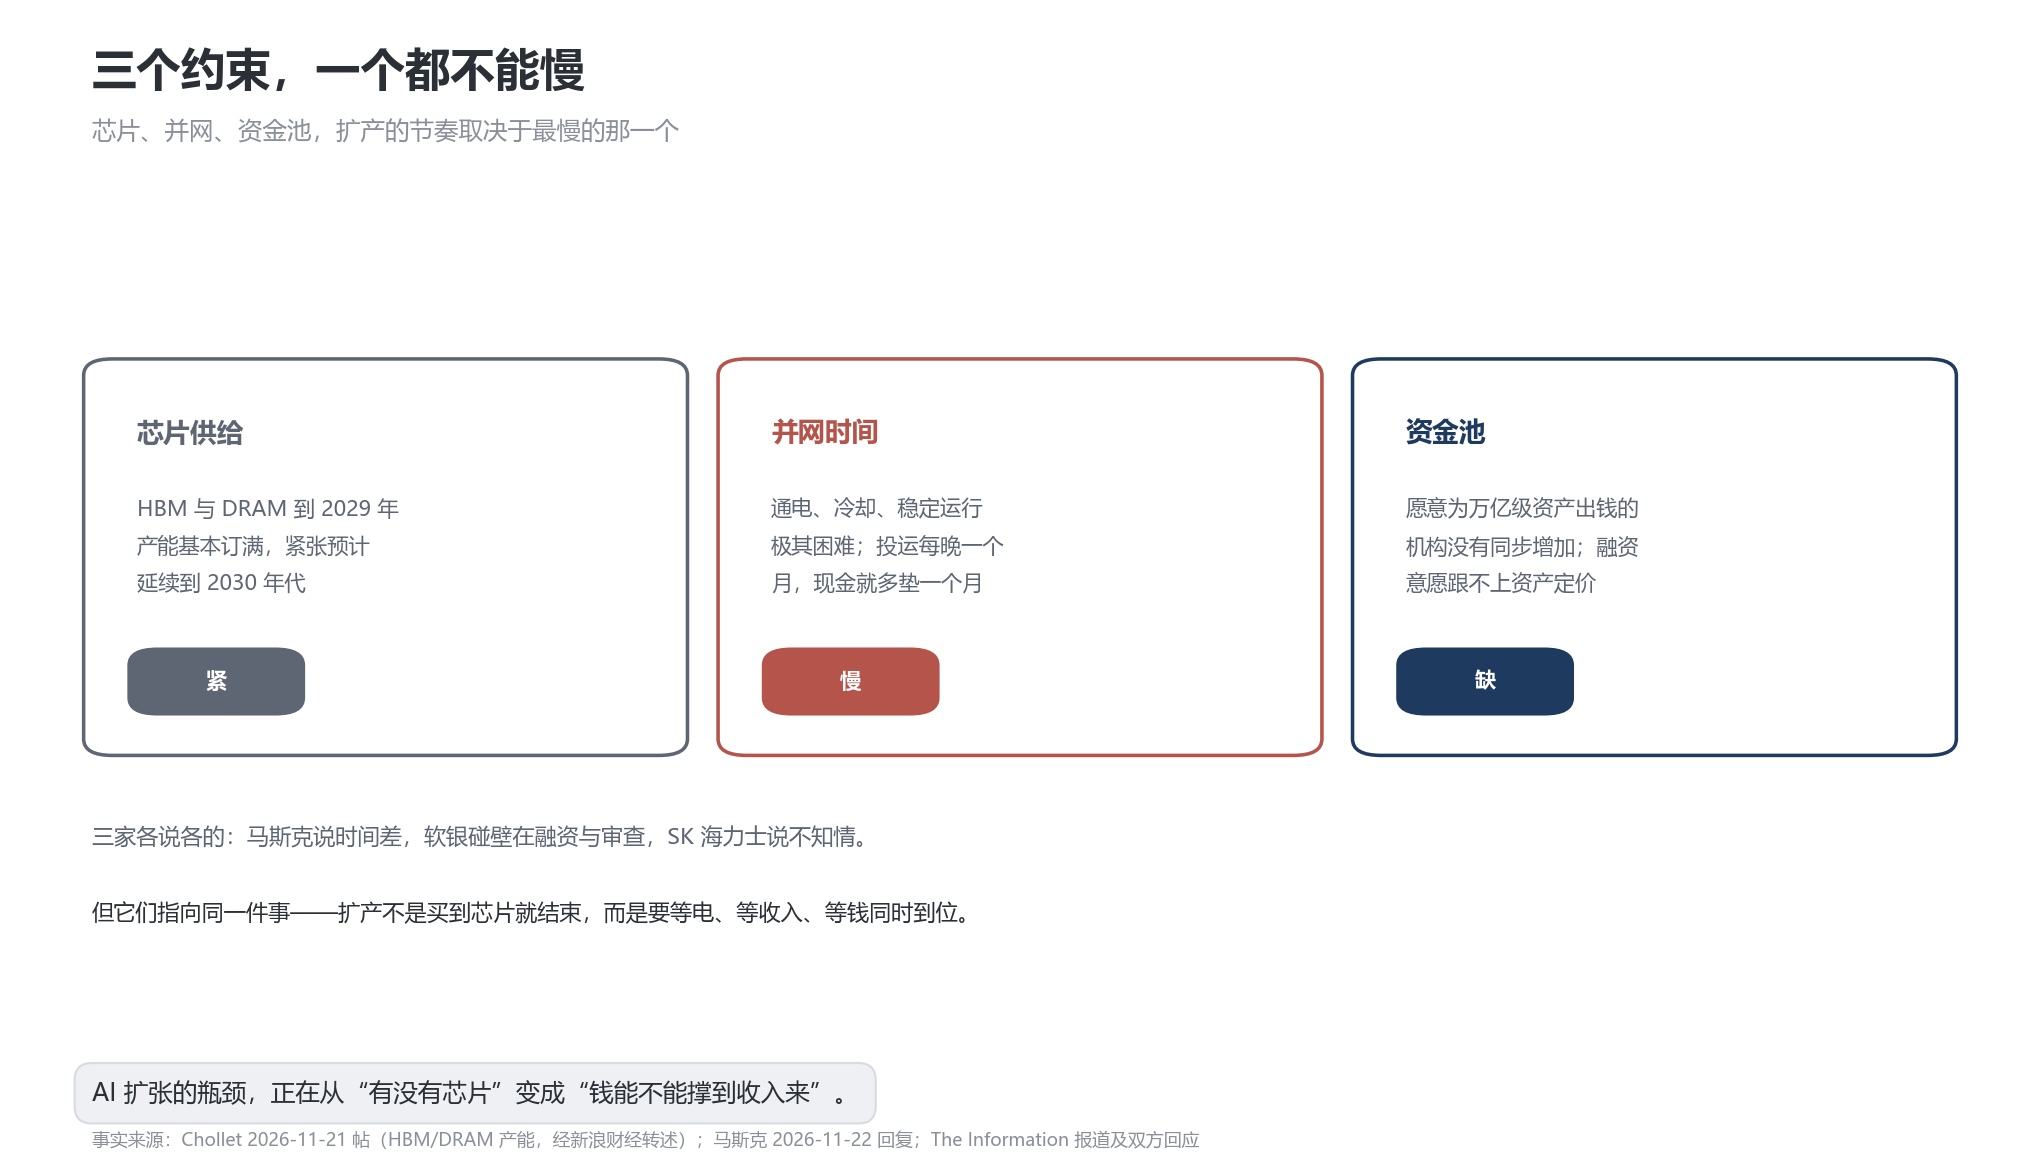 三个约束，一个都不能慢
芯片、并网、资金池，扩产的节奏取决于最慢的那一个
芯片供给
HBM 与 DRAM 到 2029 年
产能基本订满，紧张预计
延续到 2030 年代
紧
并网时间
通电、冷却、稳定运行
极其困难；投运每晚一个
月，现金就多垫一个月
慢
资金池
愿意为万亿级资产出钱的
机构没有同步增加；融资
意愿跟不上资产定价
缺
三家各说各的：马斯克说时间差，软银碰壁在融资与审查，SK 海力士说不知情。
但它们指向同一件事——扩产不是买到芯片就结束，而是要等电、等收入、等钱同时到位。
AI 扩张的瓶颈，正在从“有没有芯片”变成“钱能不能撑到收入来”。
事实来源：Chollet 2026-11-21 帖（HBM/DRAM 产能，经新浪财经转述）；马斯克 2026-11-22 回复；The Information 报道及双方回应